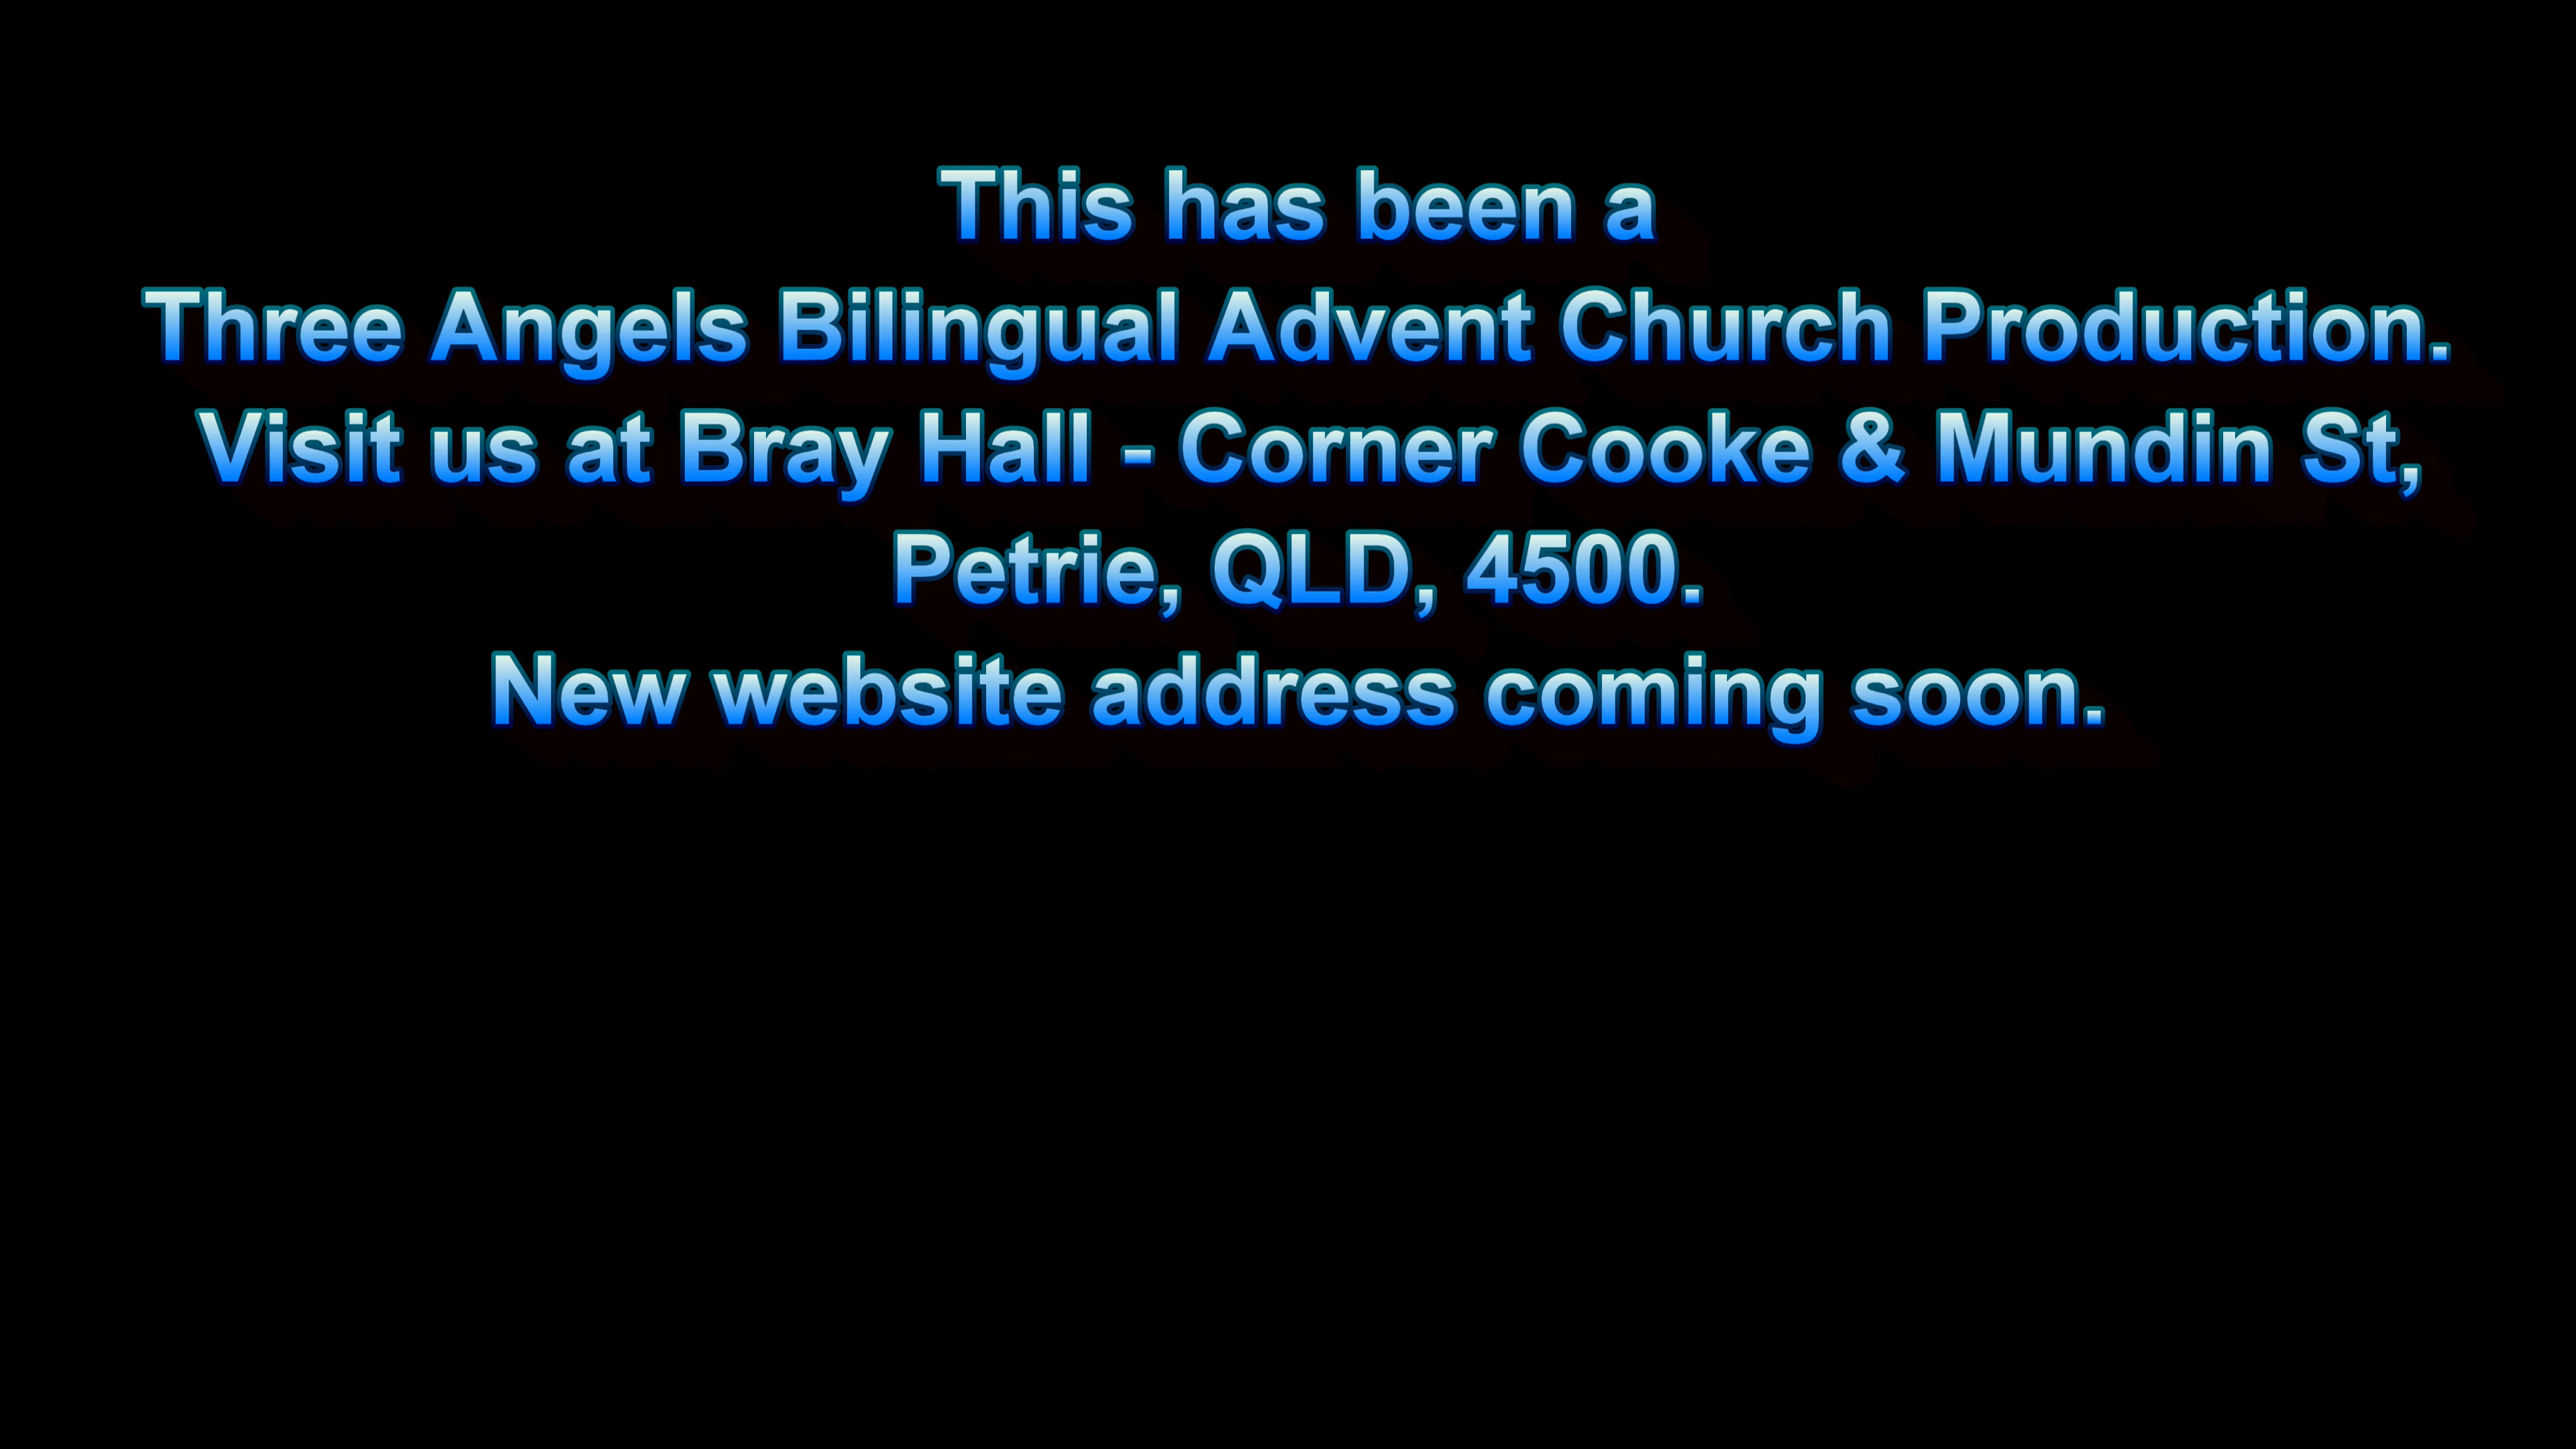 This has been a
Three Angels Bilingual Advent Church Production.
Visit us at Bray Hall - Corner Cooke & Mundin St,
Petrie, QLD, 4500.
New website address coming soon.